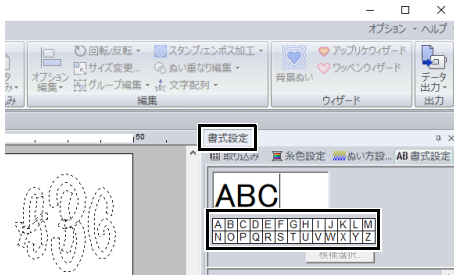 オプション ヘルプ
回転/反転 スタンプ/エンボス加工 アップリケウィザード
オプション サイズ変更... ぬい重なり編集 背景ぬい ワッペンウィザード データ
編集 グループ編集 文字配列 出力
編集 ウィザード 出力
50 書式設定
取り込み 糸色設定 ぬい方設... AB 書式設定
ABC
A B C D E F G H I J K L M
N O P Q R S T U V W X Y Z
模様選択...